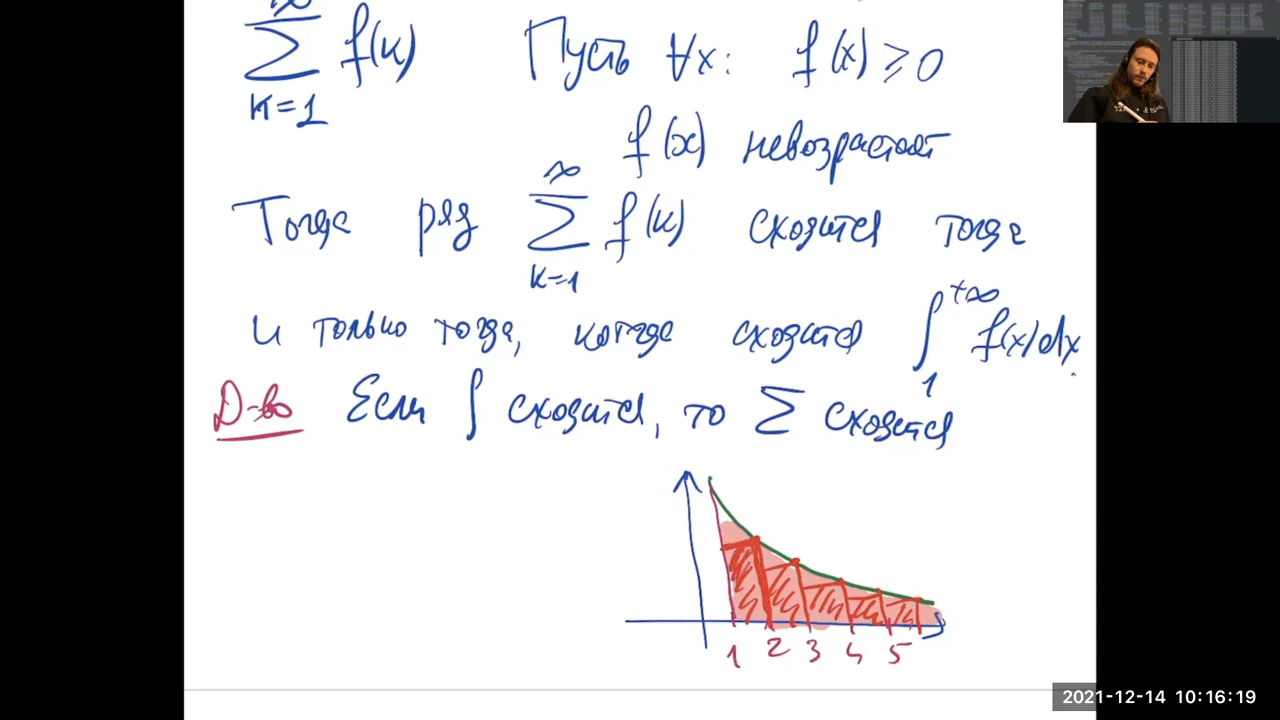 ∞
∑ f(k) Пусть ∀x: f(x) ⩾ 0
k=1
f(x) невозрастает
Тогда ряд ∑_{k=1}^{∞} f(k) сходится тогда
и только тогда, когда сходится ∫_1^{+∞} f(x)dx.
Д-во Если ∫ сходится, то ∑ сходится
1 2 3 4 5
2021-12-14 10:16:19